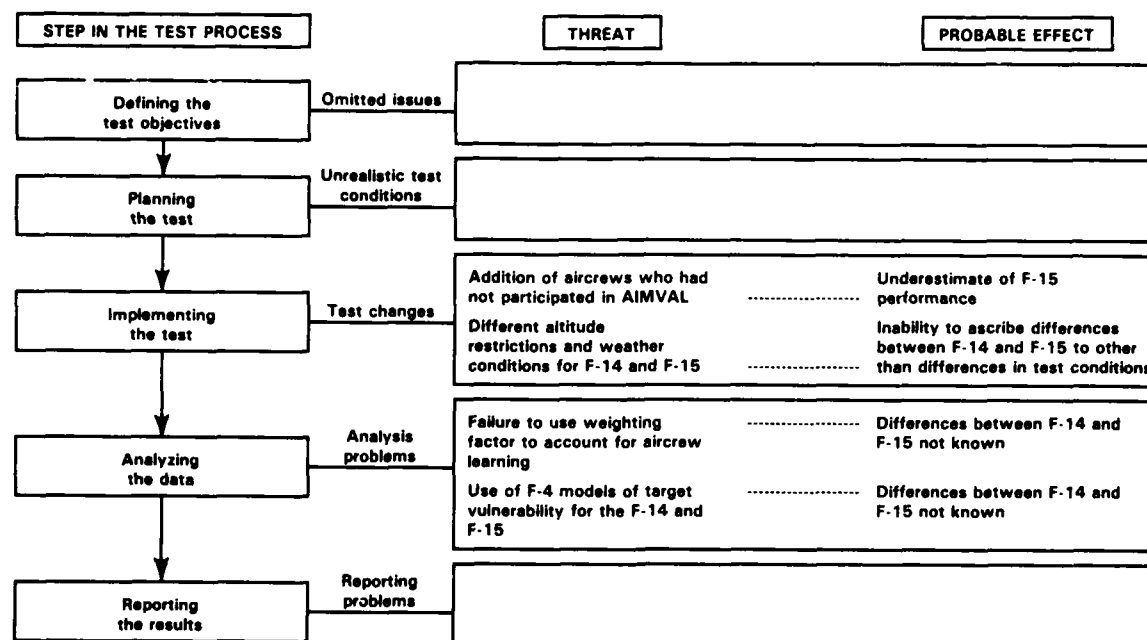 STEP IN THE TEST PROCESS
THREAT
PROBABLE EFFECT
Defining the
test objectives
Omitted issues
Planning
the test
Unrealistic test
conditions
Implementing
the test
Test changes
Addition of aircrews who had
not participated in AIMVAL
Underestimate of F-15
performance
Different altitude
restrictions and weather
conditions for F-14 and F-15
Inability to ascribe differences
between F-14 and F-15 to other
than differences in test conditions
Analyzing
the data
Analysis
problems
Failure to use weighting
factor to account for aircrew
learning
Differences between F-14 and
F-15 not known
Use of F-4 models of target
vulnerability for the F-14 and
F-15
Differences between F-14 and
F-15 not known
Reporting
the results
Reporting
problems